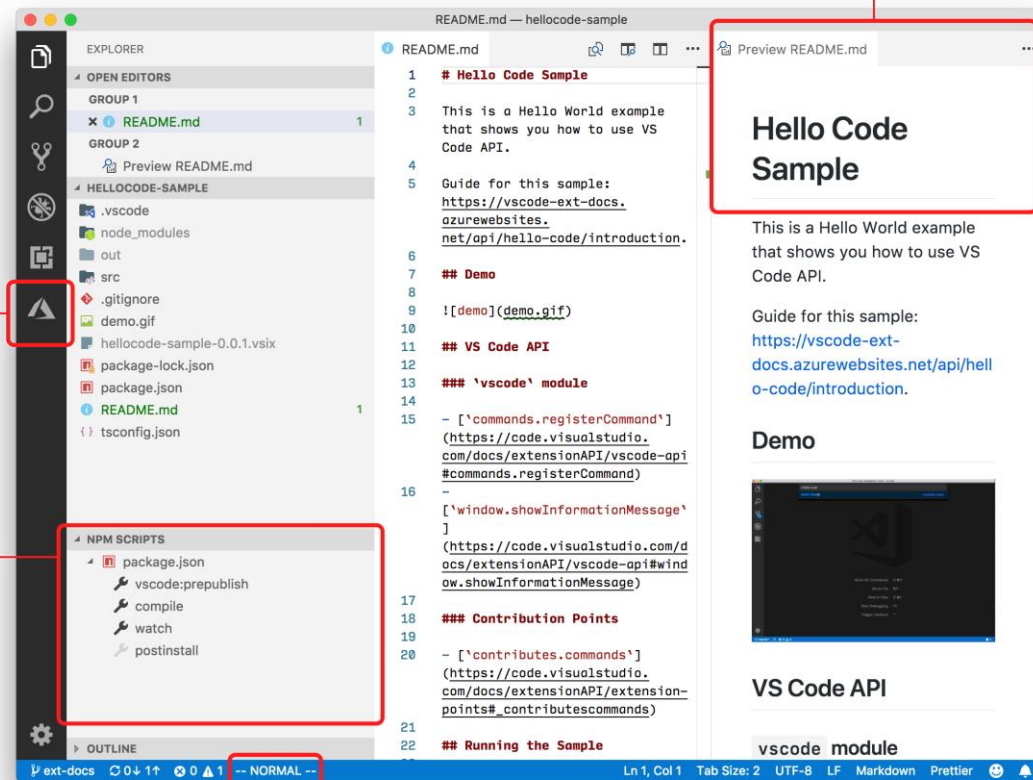 README.md — hellocode-sample
EXPLORER
OPEN EDITORS
GROUP 1
README.md 1
GROUP 2
Preview README.md
HELLOCODE-SAMPLE
.vscode
node_modules
out
src
.gitignore
demo.gif
hellocode-sample-0.0.1.vsix
package-lock.json
package.json
README.md 1
tsconfig.json
NPM SCRIPTS
package.json
vscode:prepublish
compile
watch
postinstall
OUTLINE
README.md
1 # Hello Code Sample
2
3 This is a Hello World example
that shows you how to use VS
Code API.
4
5 Guide for this sample:
https://vscode-ext-docs.
azurewebsites.
net/api/hello-code/introduction.
6
7 ## Demo
8
9 ![demo](demo.gif)
10
11 ## VS Code API
12
13 ### `vscode` module
14
15 - [`commands.registerCommand`]
(https://code.visualstudio.
com/docs/extensionAPI/vscode-api
#commands.registerCommand)
16 -
[`window.showInformationMessage`
]
(https://code.visualstudio.com/d
ocs/extensionAPI/vscode-api#wind
ow.showInformationMessage)
17
18 ### Contribution Points
19
20 - [`contributes.commands`]
(https://code.visualstudio.
com/docs/extensionAPI/extension-
points#_contributescommands)
21
22 ## Running the Sample
Preview README.md
Hello Code
Sample
This is a Hello World example
that shows you how to use VS
Code API.
Guide for this sample:
https://vscode-ext-
docs.azurewebsites.net/api/hell
o-code/introduction.
Demo
VS Code API
vscode module
ext-docs 0↓ 1↑ 0 1 -- NORMAL -- Ln 1, Col 1 Tab Size: 2 UTF-8 LF Markdown Prettier